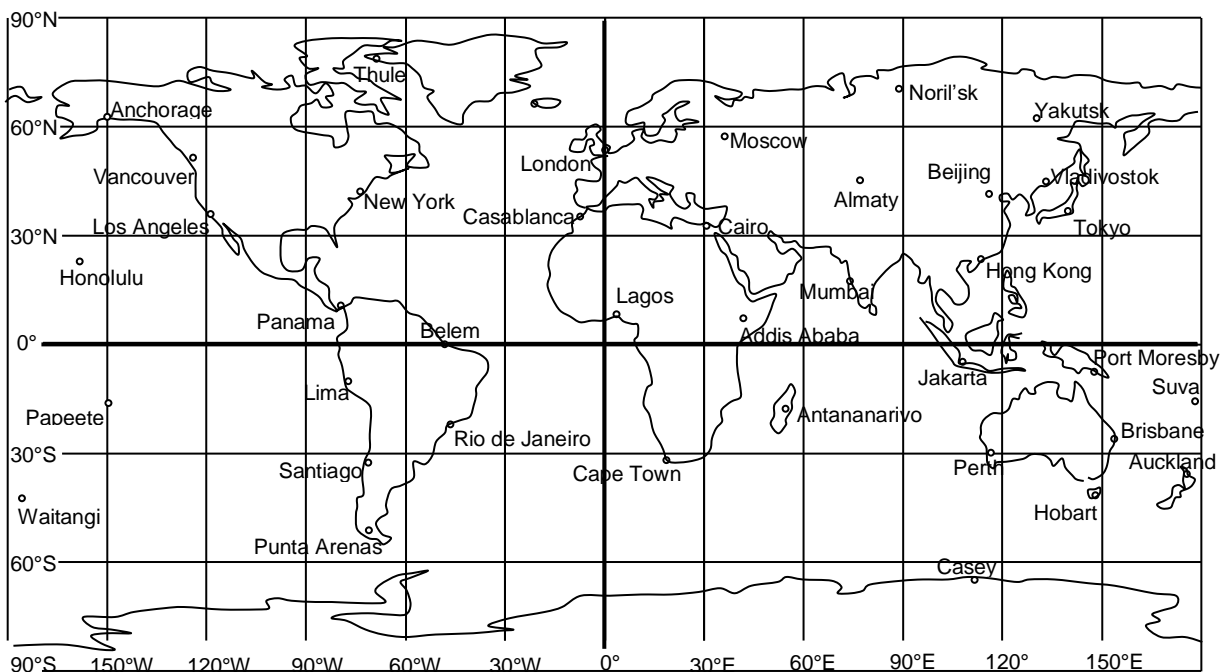 90°N
Thule
Noril'sk
Anchorage
Yakutsk
60°N
Moscow
London
Vancouver
Beijing
Vladivostok
Almaty
New York
Casablanca
Los Angeles
Cairo
Tokyo
30°N
Honolulu
Hong Kong
Mumbai
Lagos
Panama
Belem
Addis Ababa
0°
Port Moresby
Jakarta
Suva
Lima
Papeete
Antananarivo
Rio de Janeiro
Brisbane
30°S
Santiago
Cape Town
Perth
Auckland
Waitangi
Hobart
Punta Arenas
60°S
Casey
90°S 150°W 120°W 90°W 60°W 30°W 0° 30°E 60°E 90°E 120° 150°E